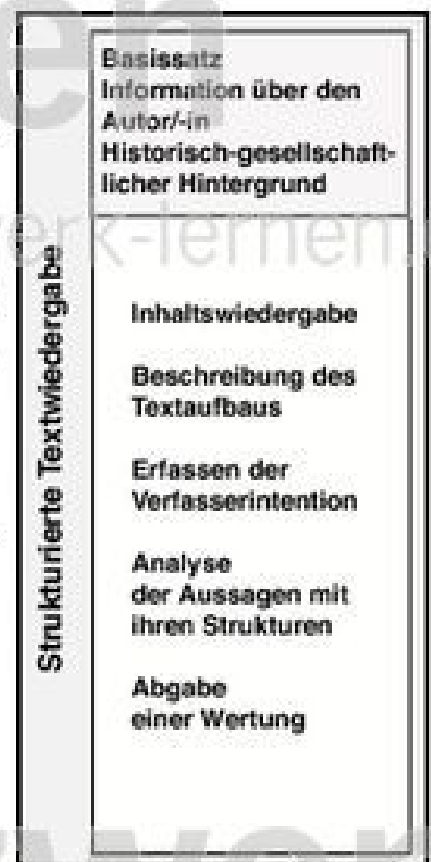 Strukturierte Textwiedergabe
Basissatz
Information über den
Autor/-in
Historisch-gesellschaft-
licher Hintergrund
Inhaltswiedergabe
Beschreibung des
Textaufbaus
Erfassen der
Verfasserintention
Analyse
der Aussagen mit
ihren Strukturen
Abgabe
einer Wertung